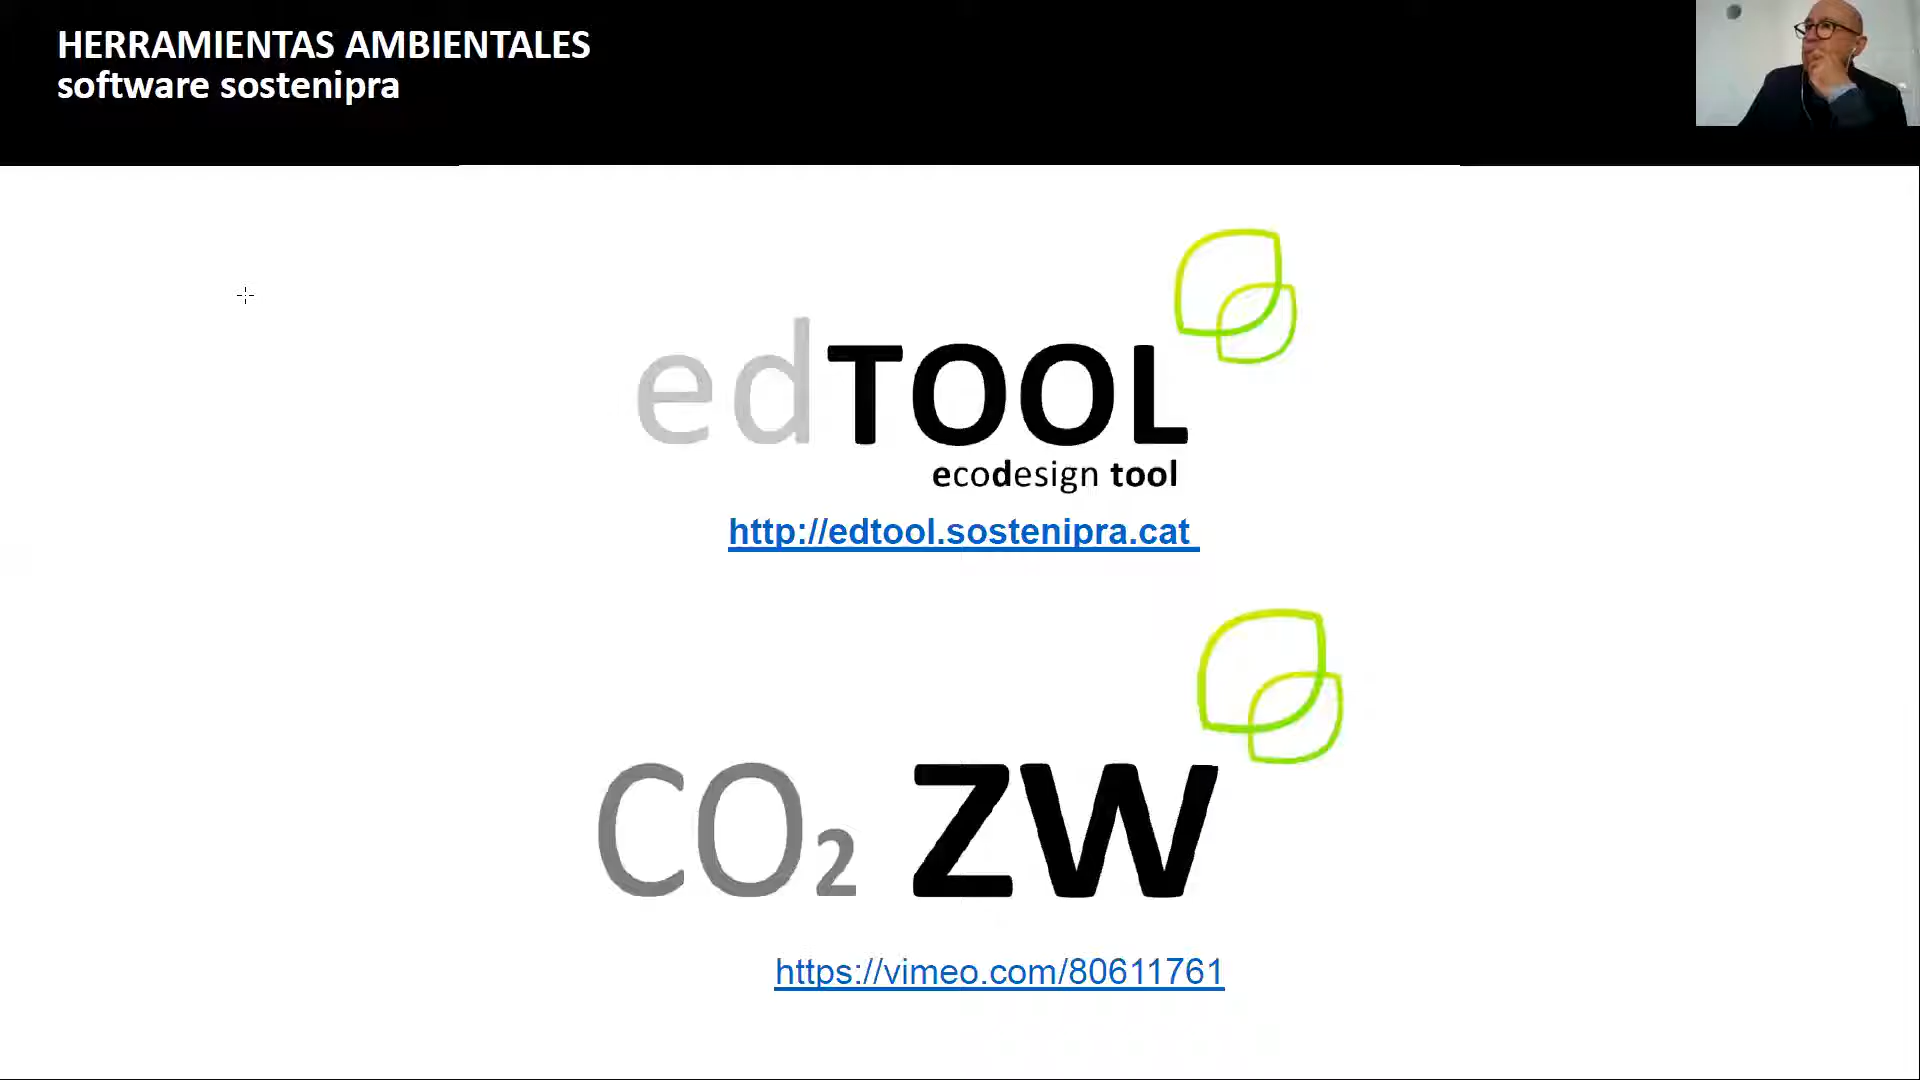 HERRAMIENTAS AMBIENTALES
software sostenipra
edTOOL
ecodesign tool
http://edtool.sostenipra.cat
CO₂ ZW
https://vimeo.com/80611761